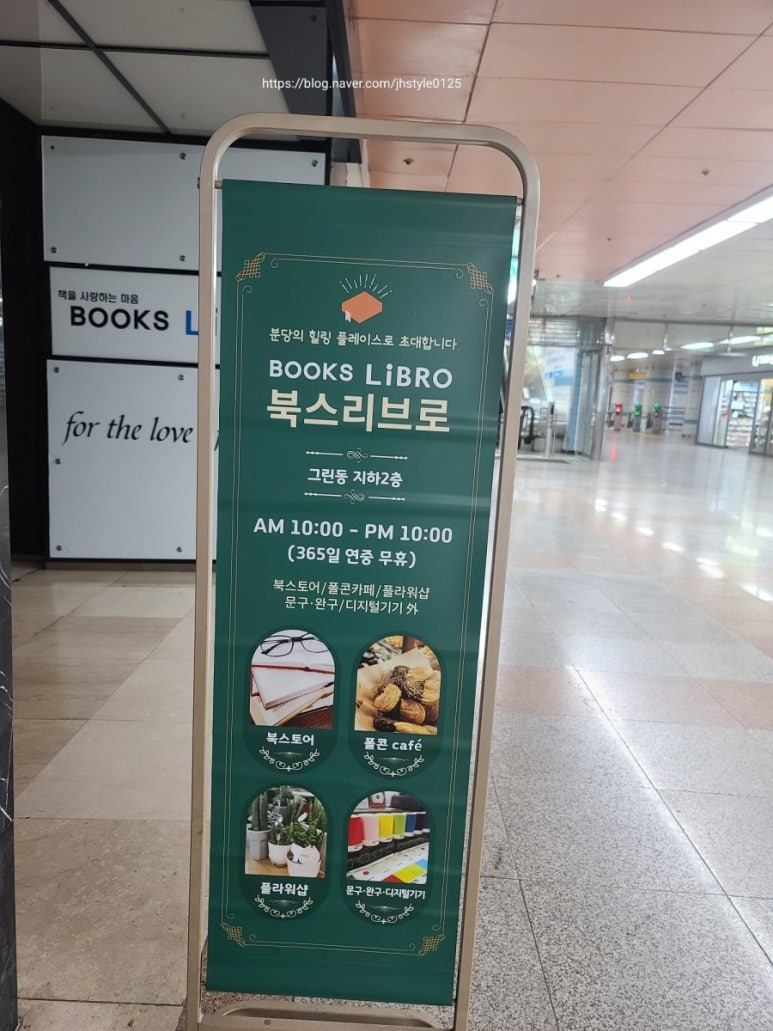 https://blog.naver.com/jhstyle0125
책을 사랑하는 마음
BOOKS L
for the love
분당의 힐링 플레이스로 초대합니다
BOOKS LiBRO
북스리브로
그린동 지하2층
AM 10:00 - PM 10:00
(365일 연중 무휴)
북스토어/폴콘카페/플라워샵
문구·완구/디지털기기 外
북스토어
폴콘 café
플라워샵
문구·완구·디지털기기